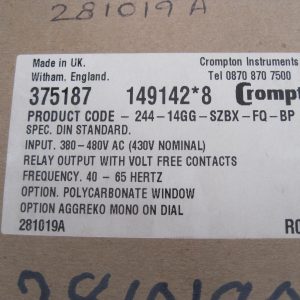 281019A
Made in UK. Crompton Instruments
Witham, England. Tel 0870 870 7500
375187 149142*8 Crompt
PRODUCT CODE - 244-14GG-SZBX-FQ-BP
SPEC. DIN STANDARD.
INPUT. 380-480V AC (430V NOMINAL)
RELAY OUTPUT WITH VOLT FREE CONTACTS
FREQUENCY. 40 - 65 HERTZ
OPTION. POLYCARBONATE WINDOW
OPTION AGGREKO MONO ON DIAL
281019A RO